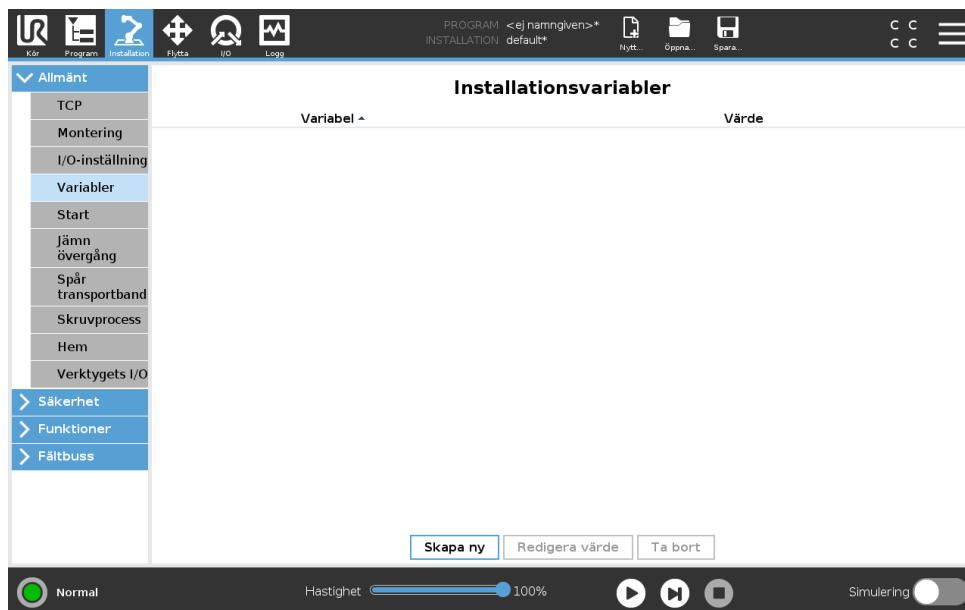 UR
Kör
Program
Installation
Flytta
I/O
Logg
PROGRAM <ej namngiven>*
INSTALLATION default*
Nytt...
Öppna...
Spara...
C C
C C
Allmänt
TCP
Montering
I/O-inställning
Variabler
Start
Jämn
övergång
Spår
transportband
Skruvprocess
Hem
Verktygets I/O
Säkerhet
Funktioner
Fältbuss
Installationsvariabler
Variabel
Värde
Skapa ny
Redigera värde
Ta bort
Normal
Hastighet
100%
Simulering